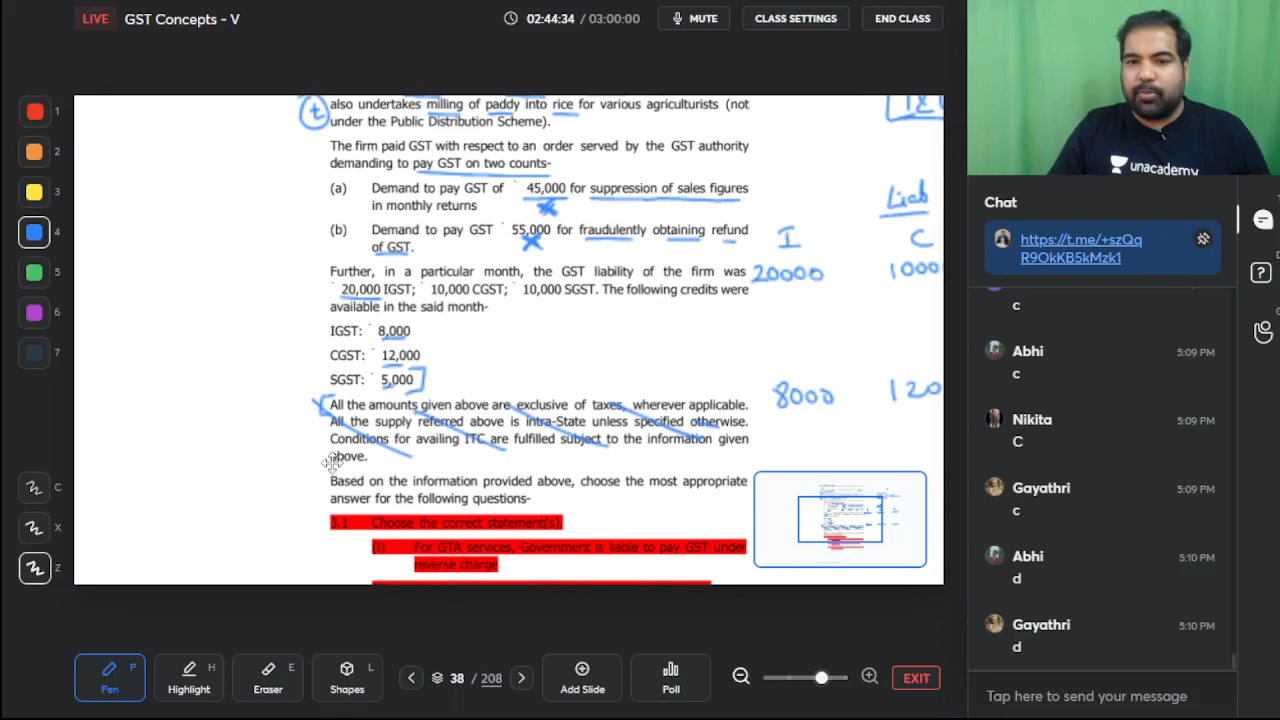 LIVE GST Concepts - V
02:44:34 / 03:00:00
MUTE
CLASS SETTINGS
END CLASS
1
2
3
4
5
6
7
C
X
Z
t
also undertakes milling of paddy into rice for various agriculturists (not
under the Public Distribution Scheme).
The firm paid GST with respect to an order served by the GST authority
demanding to pay GST on two counts-
(a) Demand to pay GST of ` 45,000 for suppression of sales figures
in monthly returns
(b) Demand to pay GST ` 55,000 for fraudulently obtaining refund
of GST.
Further, in a particular month, the GST liability of the firm was
` 20,000 IGST; ` 10,000 CGST; ` 10,000 SGST. The following credits were
available in the said month-
IGST: ` 8,000
CGST: ` 12,000
SGST: ` 5,000
All the amounts given above are exclusive of taxes, wherever applicable.
All the supply referred above is intra-State unless specified otherwise.
Conditions for availing ITC are fulfilled subject to the information given
above.
Based on the information provided above, choose the most appropriate
answer for the following questions-
3.1 Choose the correct statement(s).
(i) For GTA services, Government is liable to pay GST under
reverse charge
Liab
I C
20000 1000
8000 120
unacademy
Chat
https://t.me/+szQq
R9OkKB5kMzk1
c
Abhi 5:09 PM
c
Nikita 5:09 PM
C
Gayathri 5:09 PM
c
Abhi 5:10 PM
d
Gayathri 5:10 PM
d
Tap here to send your message
Pen P
Highlight H
Eraser E
Shapes L
38 / 208
Add Slide
Poll
EXIT